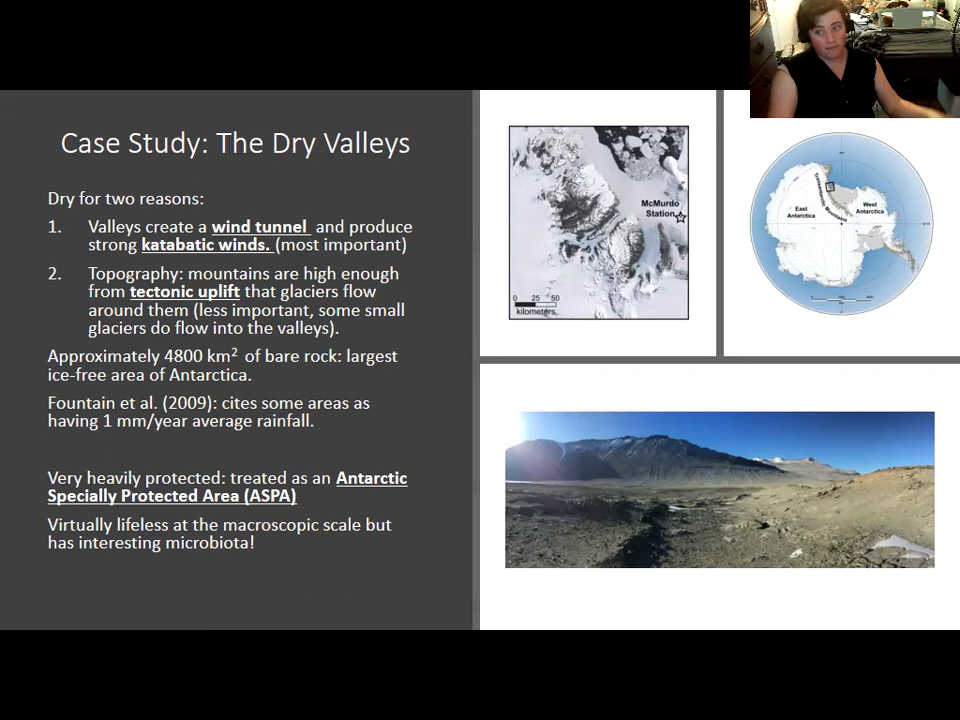 Case Study: The Dry Valleys
Dry for two reasons:
1. Valleys create a wind tunnel and produce
strong katabatic winds. (most important)
2. Topography: mountains are high enough
from tectonic uplift that glaciers flow
around them (less important, some small
glaciers do flow into the valleys).
Approximately 4800 km² of bare rock: largest
ice-free area of Antarctica.
Fountain et al. (2009): cites some areas as
having 1 mm/year average rainfall.
Very heavily protected: treated as an Antarctic
Specially Protected Area (ASPA)
Virtually lifeless at the macroscopic scale but
has interesting microbiota!
McMurdo
Station
0 25 50
kilometers
Transantarctic Mountains
East
Antarctica
West
Antarctica